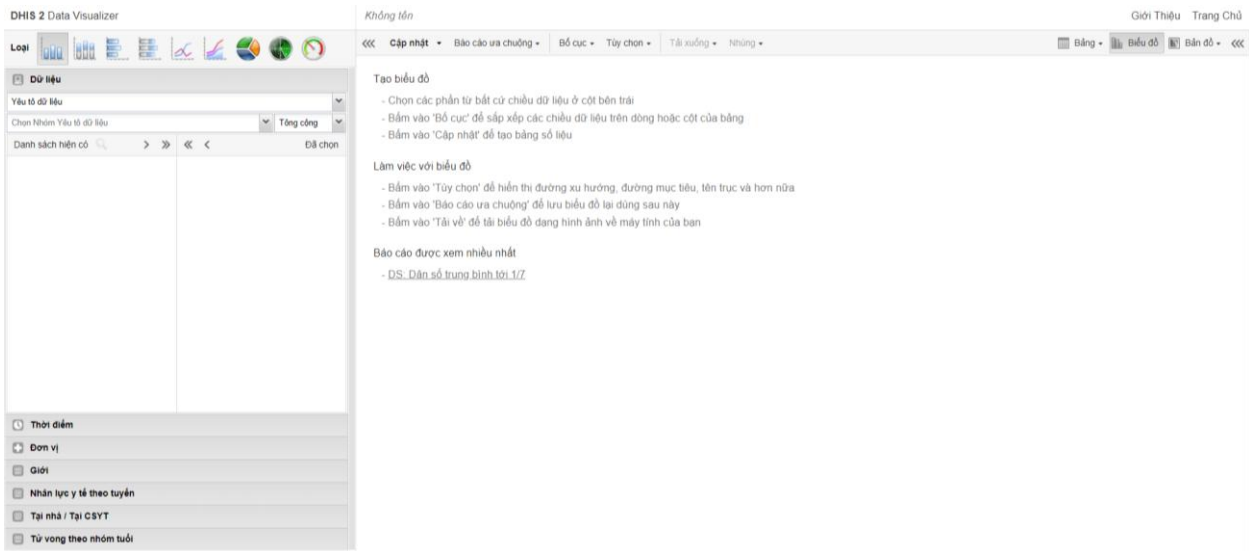 DHIS 2 Data Visualizer
Không tên
Giới Thiệu Trang Chủ
Loại
Cập nhật Báo cáo ưa chuộng Bố cục Tùy chọn Tải xuống Nhúng
Bảng Biểu đồ Bản đồ
Dữ liệu
Yếu tố dữ liệu
Chọn Nhóm Yếu tố dữ liệu
Tổng cộng
Danh sách hiện có
Đã chọn
Thời điểm
Đơn vị
Giới
Nhân lực y tế theo tuyến
Tại nhà / Tại CSYT
Tử vong theo nhóm tuổi
Tạo biểu đồ
- Chọn các phần từ bất cứ chiều dữ liệu ở cột bên trái
- Bấm vào 'Bố cục' để sắp xếp các chiều dữ liệu trên dòng hoặc cột của bảng
- Bấm vào 'Cập nhật' để tạo bảng số liệu
Làm việc với biểu đồ
- Bấm vào 'Tùy chọn' để hiển thị đường xu hướng, đường mục tiêu, tên trục và hơn nữa
- Bấm vào 'Báo cáo ưa chuộng' để lưu biểu đồ lại dùng sau này
- Bấm vào 'Tải về' để tải biểu đồ dạng hình ảnh về máy tính của bạn
Báo cáo được xem nhiều nhất
- DS: Dân số trung bình tới 1/7